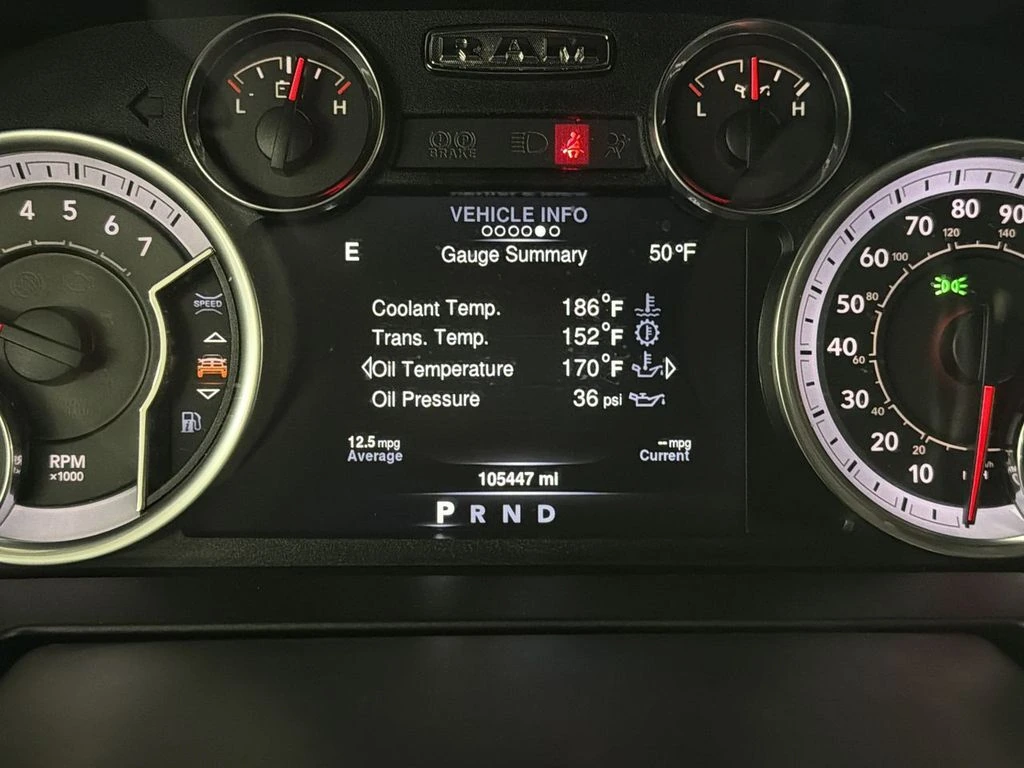 RAM
L H
L H
BRAKE
VEHICLE INFO
E Gauge Summary 50°F
Coolant Temp. 186°F
Trans. Temp. 152°F
Oil Temperature 170°F
Oil Pressure 36 psi
12.5 mpg
Average
--mpg
Current
105447 mi
P R N D
4 5 6 7
SPEED
RPM
x1000
10 20 30 40 50 60 70 80 90
20 40 60 80 100 120 140